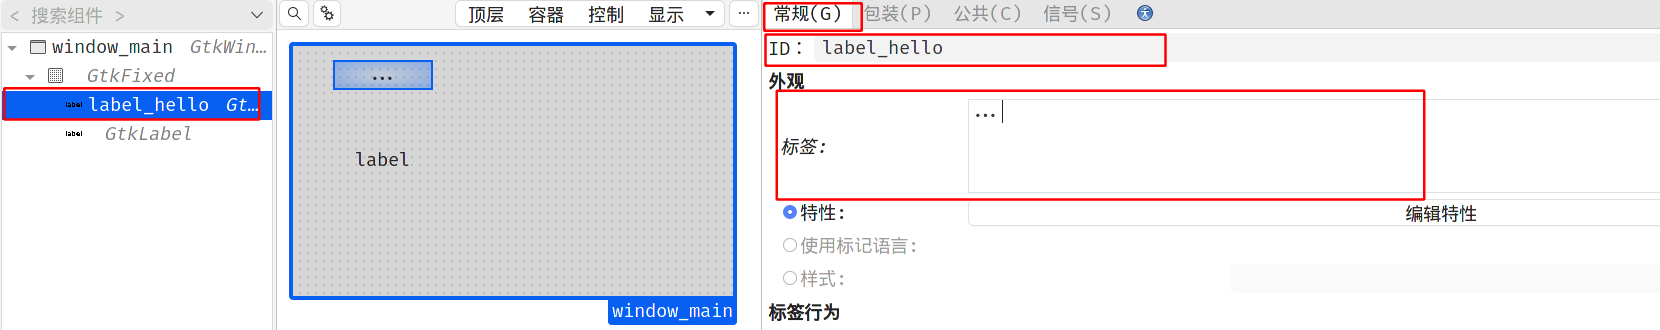 < 搜索组件 >
window_main GtkWin...
GtkFixed
label label_hello Gt...
label GtkLabel
顶层 容器 控制 显示 ...
...
label
window_main
常规(G) 包装(P) 公共(C) 信号(S)
ID: label_hello
外观
标签: ...
特性: 编辑特性
使用标记语言:
样式:
标签行为